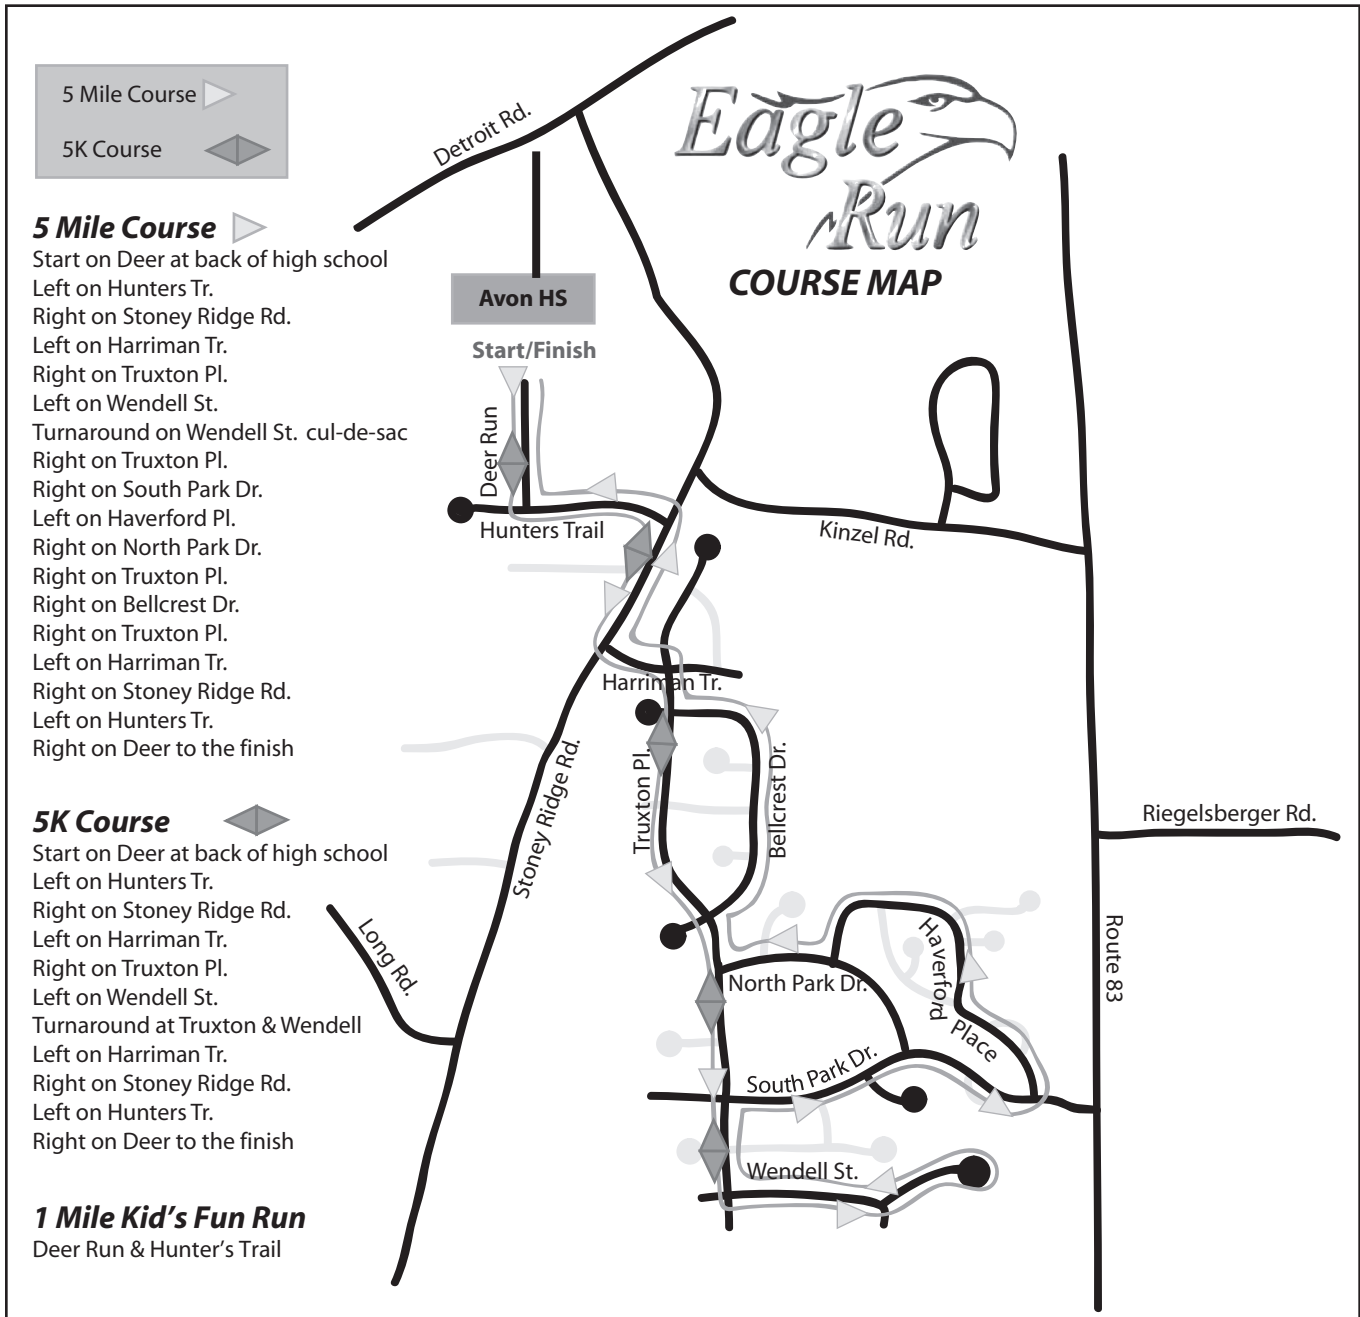 5 Mile Course
5K Course
5 Mile Course
Start on Deer at back of high school
Left on Hunters Tr.
Right on Stoney Ridge Rd.
Left on Harriman Tr.
Right on Truxton Pl.
Left on Wendell St.
Turnaround on Wendell St. cul-de-sac
Right on Truxton Pl.
Right on South Park Dr.
Left on Haverford Pl.
Right on North Park Dr.
Right on Truxton Pl.
Right on Bellcrest Dr.
Right on Truxton Pl.
Left on Harriman Tr.
Right on Stoney Ridge Rd.
Left on Hunters Tr.
Right on Deer to the finish
5K Course
Start on Deer at back of high school
Left on Hunters Tr.
Right on Stoney Ridge Rd.
Left on Harriman Tr.
Right on Truxton Pl.
Left on Wendell St.
Turnaround at Truxton & Wendell
Left on Harriman Tr.
Right on Stoney Ridge Rd.
Left on Hunters Tr.
Right on Deer to the finish
1 Mile Kid's Fun Run
Deer Run & Hunter's Trail
Eagle
Run
COURSE MAP
Detroit Rd.
Avon HS
Start/Finish
Deer Run
Hunters Trail
Kinzel Rd.
Harriman Tr.
Truxton Pl.
Bellcrest Dr.
Stoney Ridge Rd.
Long Rd.
Riegelsberger Rd.
Route 83
Haverford
Place
North Park Dr.
South Park Dr.
Wendell St.